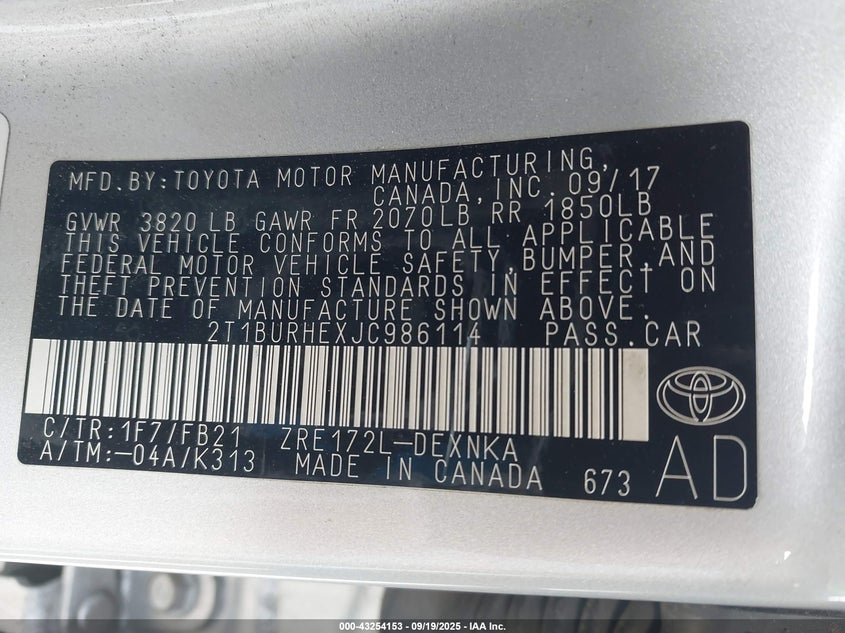 MFD.BY:TOYOTA MOTOR MANUFACTURING,
CANADA,INC.09/17
GVWR 3820 LB GAWR FR 2070LB RR 1850LB
THIS VEHICLE CONFORMS TO ALL APPLICABLE
FEDERAL MOTOR VEHICLE SAFETY,BUMPER,AND
THEFT PREVENTION STANDARDS IN EFFECT ON
THE DATE OF MANUFACTURE SHOWN ABOVE.
2T1BURHEXJC986114 PASS.CAR
C/TR:1F7/FB21 ZRE172L-DEXNKA
A/TM:-04A/K313 MADE IN CANADA 673 AD
000-43254153 - 09/19/2025 - IAA Inc.